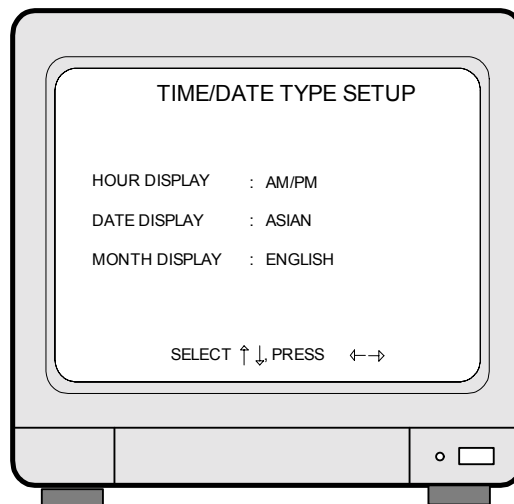 TIME/DATE TYPE SETUP
HOUR DISPLAY : AM/PM
DATE DISPLAY : ASIAN
MONTH DISPLAY : ENGLISH
SELECT ↑ ↓, PRESS ←→